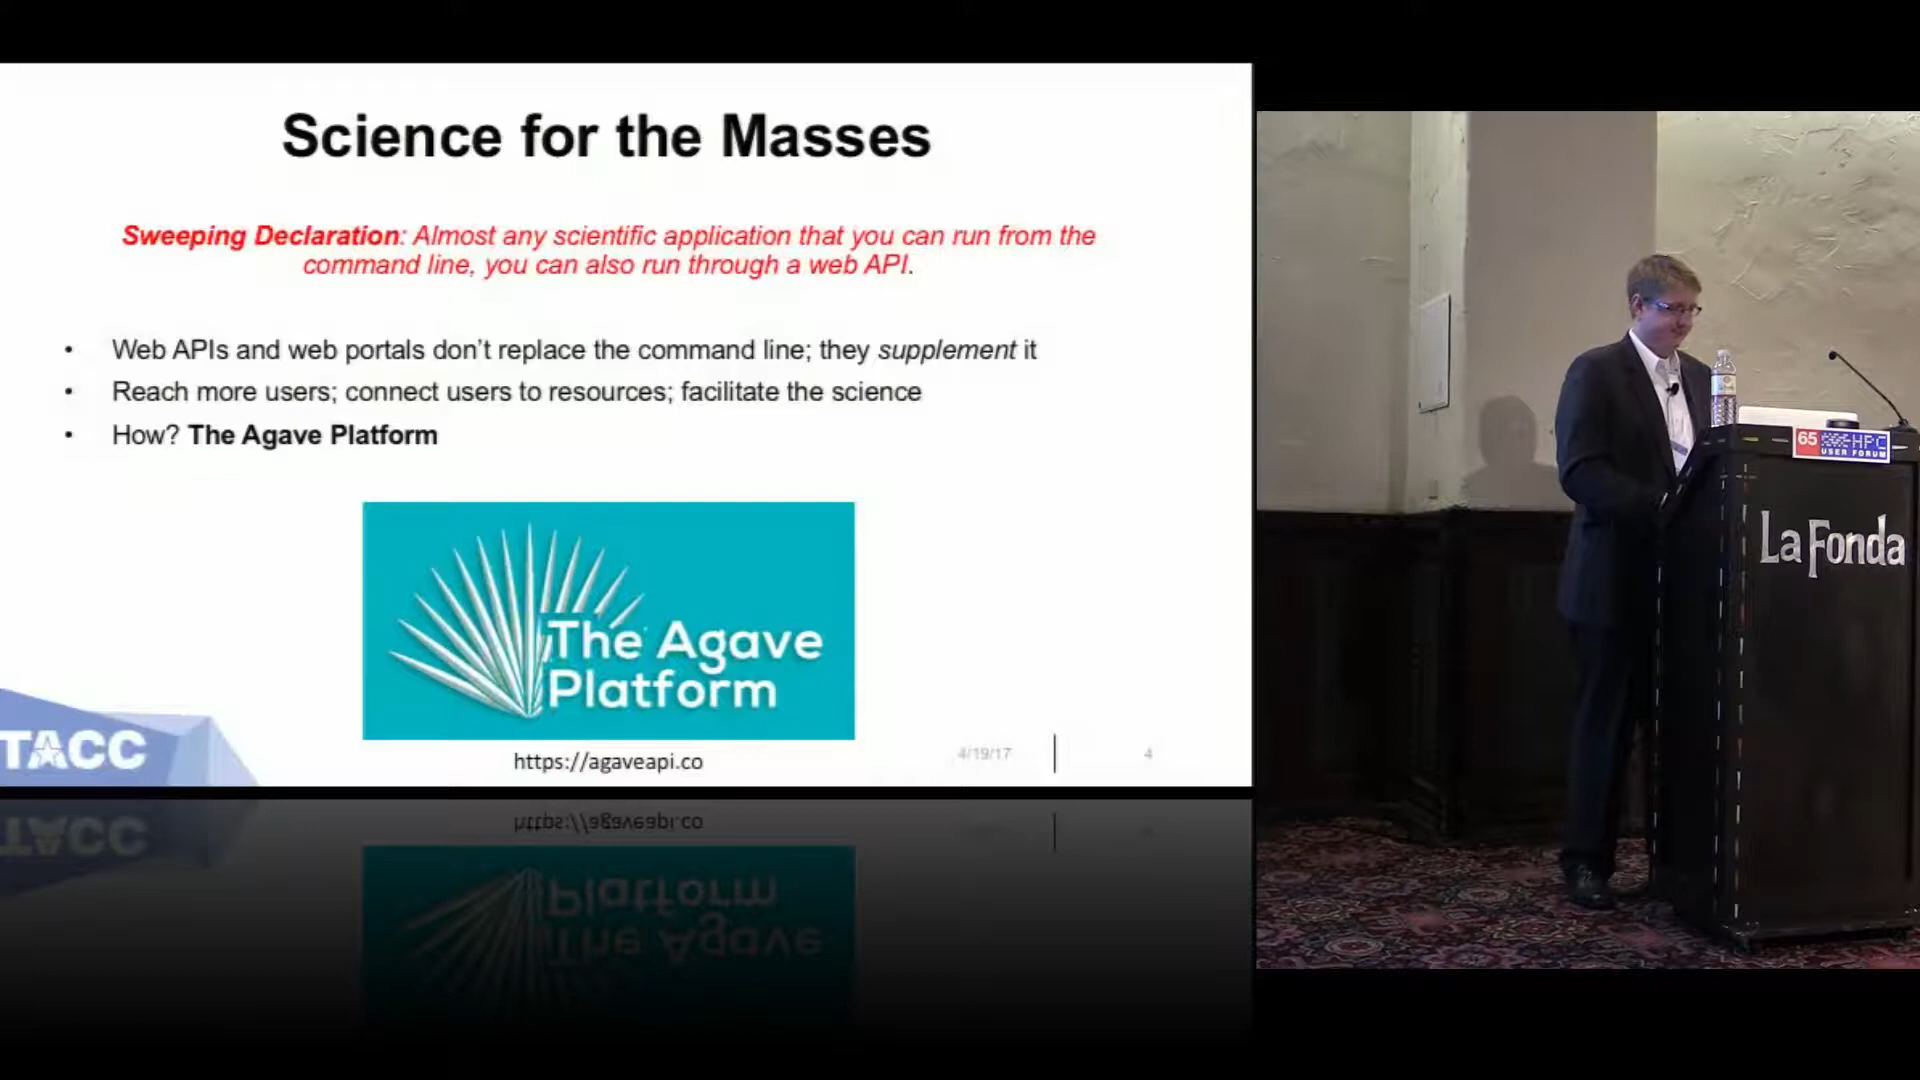 Science for the Masses
Sweeping Declaration: Almost any scientific application that you can run from the
command line, you can also run through a web API.
• Web APIs and web portals don't replace the command line; they supplement it
• Reach more users; connect users to resources; facilitate the science
• How? The Agave Platform
The Agave
Platform
TACC
https://agaveapi.co
4/19/17
4
65 HPC
USER FORUM
La Fonda